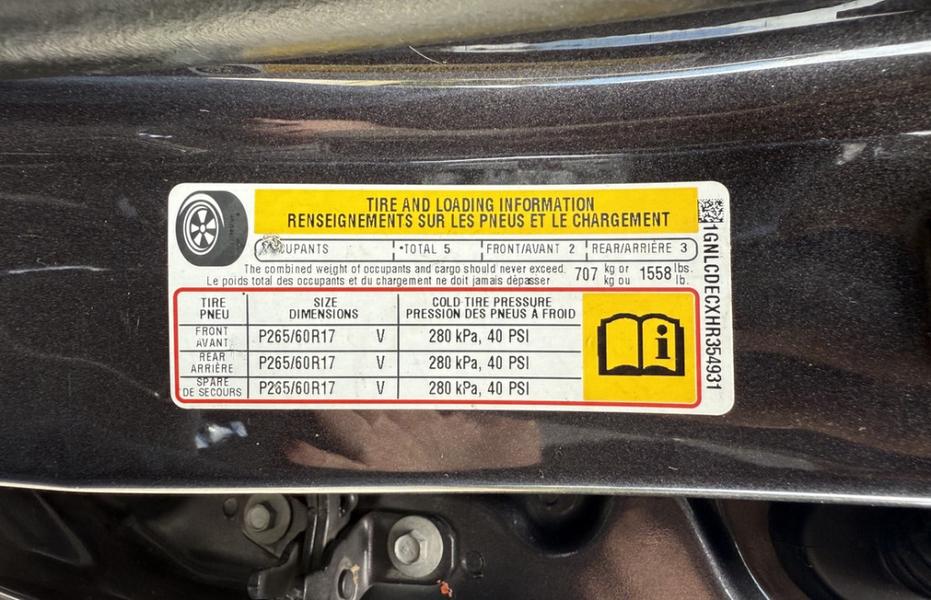 TIRE AND LOADING INFORMATION
RENSEIGNEMENTS SUR LES PNEUS ET LE CHARGEMENT
TOTAL 5 FRONT/AVANT 2 REAR/ARRIÈRE 3
The combined weight of occupants and cargo should never exceed 707 kg or 1558 lbs.
Le poids total des occupants et du chargement ne doit jamais dépasser kg ou lb.
TIRE SIZE COLD TIRE PRESSURE
PNEU DIMENSIONS PRESSION DES PNEUS A FROID
FRONT
AVANT P265/60R17 V 280 kPa, 40 PSI
REAR
ARRIÈRE P265/60R17 V 280 kPa, 40 PSI
SPARE
DE SECOURS P265/60R17 V 280 kPa, 40 PSI
1GNLCDECXHR354931